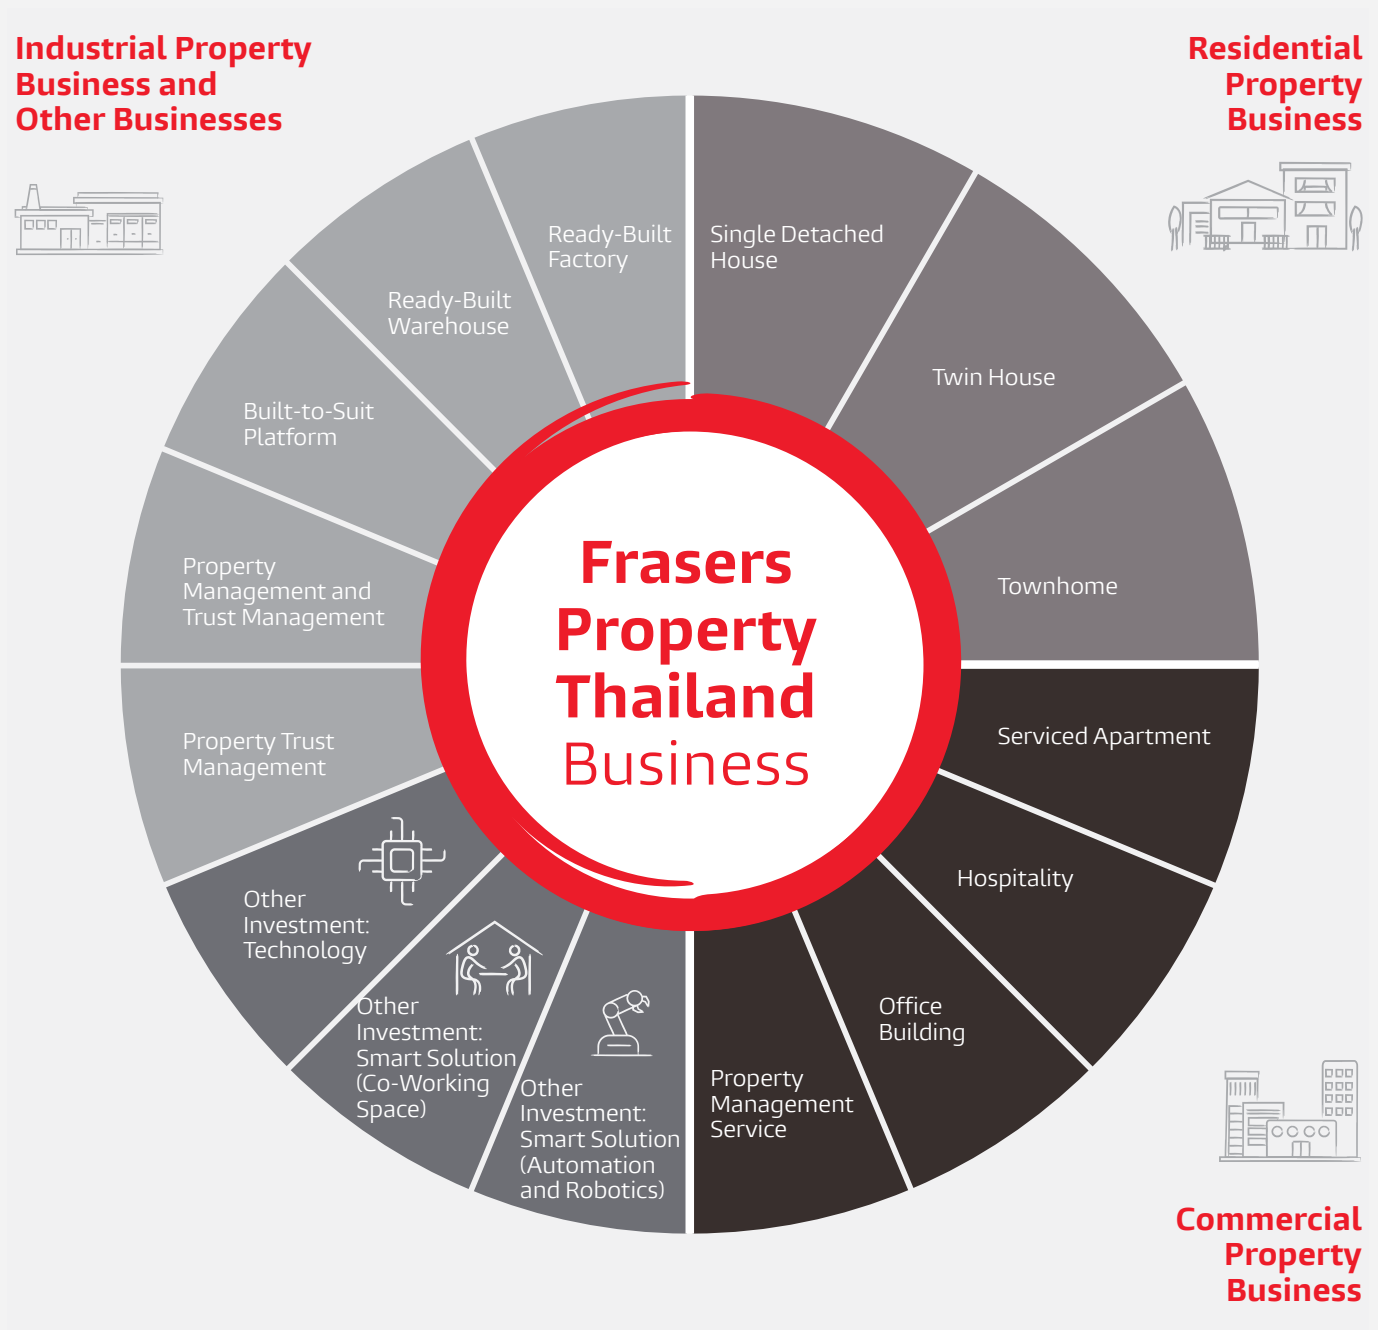 Industrial Property
Business and
Other Businesses
Residential
Property
Business
Ready-Built
Factory
Single Detached
House
Ready-Built
Warehouse
Twin House
Built-to-Suit
Platform
Property
Management and
Trust Management
Townhome
Frasers
Property
Thailand
Business
Property Trust
Management
Serviced Apartment
Other
Investment:
Technology
Hospitality
Other
Investment:
Smart Solution
(Co-Working
Space)
Office
Building
Other
Investment:
Smart Solution
(Automation
and Robotics)
Property
Management
Service
Commercial
Property
Business